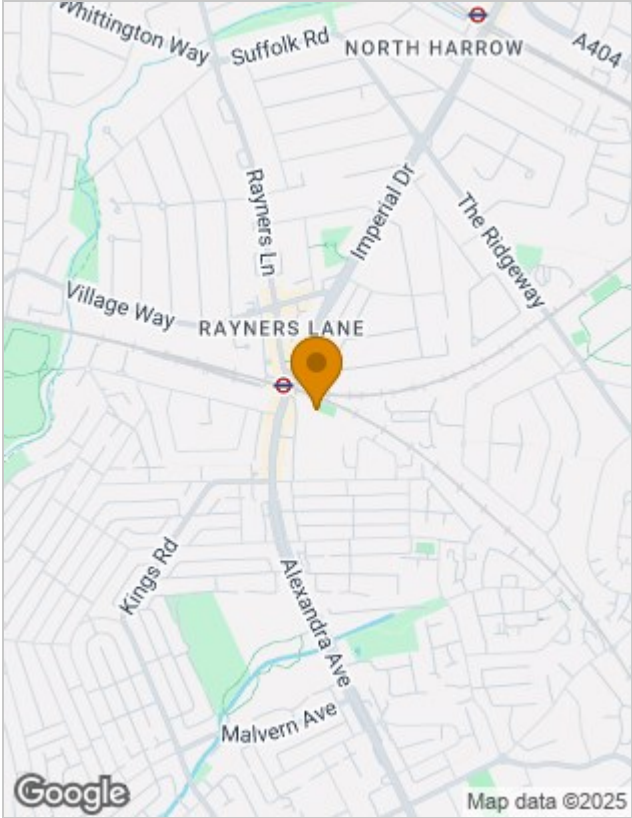 Whittington Way
Suffolk Rd
NORTH HARROW
A404
Rayners Ln
Imperial Dr
The Ridgeway
Village Way
RAYNERS LANE
Kings Rd
Alexandra Ave
Malvern Ave
Google
Map data ©2025